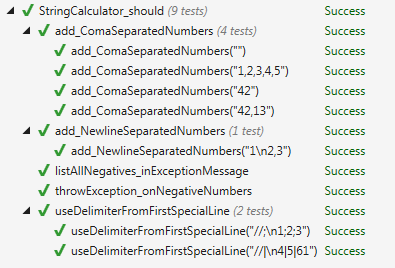 StringCalculator_should (9 tests) Success
add_ComaSeparatedNumbers (4 tests) Success
add_ComaSeparatedNumbers("") Success
add_ComaSeparatedNumbers("1,2,3,4,5") Success
add_ComaSeparatedNumbers("42") Success
add_ComaSeparatedNumbers("42,13") Success
add_NewlineSeparatedNumbers (1 test) Success
add_NewlineSeparatedNumbers("1\n2,3") Success
listAllNegatives_inExceptionMessage Success
throwException_onNegativeNumbers Success
useDelimiterFromFirstSpecialLine (2 tests) Success
useDelimiterFromFirstSpecialLine("//;\n1;2;3") Success
useDelimiterFromFirstSpecialLine("//|\n4|5|61") Success